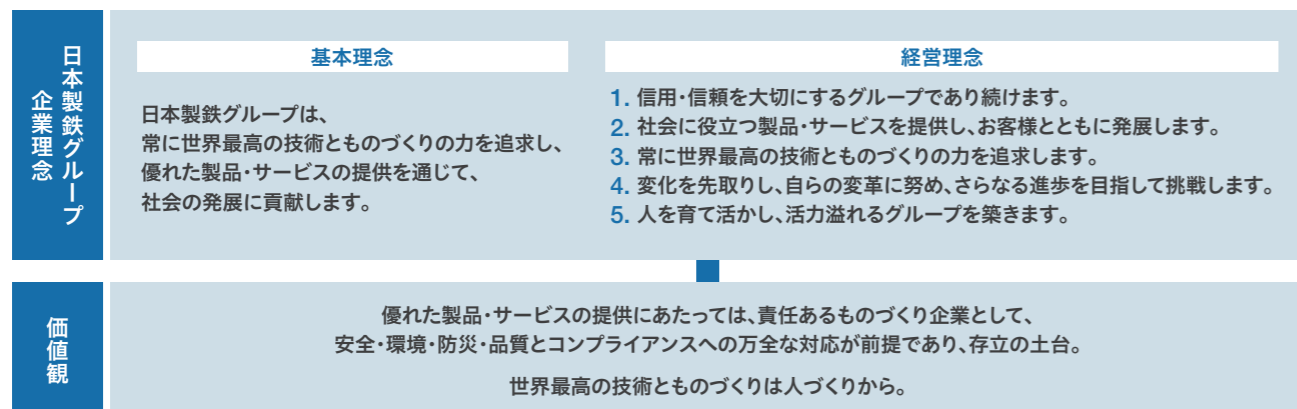 日本製鉄グループ
企業理念
基本理念
日本製鉄グループは、
常に世界最高の技術とものづくりの力を追求し、
優れた製品・サービスの提供を通じて、
社会の発展に貢献します。
経営理念
1. 信用・信頼を大切にするグループであり続けます。
2. 社会に役立つ製品・サービスを提供し、お客様とともに発展します。
3. 常に世界最高の技術とものづくりの力を追求します。
4. 変化を先取りし、自らの変革に努め、さらなる進歩を目指して挑戦します。
5. 人を育て活かし、活力溢れるグループを築きます。
価値観
優れた製品・サービスの提供にあたっては、責任あるものづくり企業として、
安全・環境・防災・品質とコンプライアンスへの万全な対応が前提であり、存立の土台。
世界最高の技術とものづくりは人づくりから。